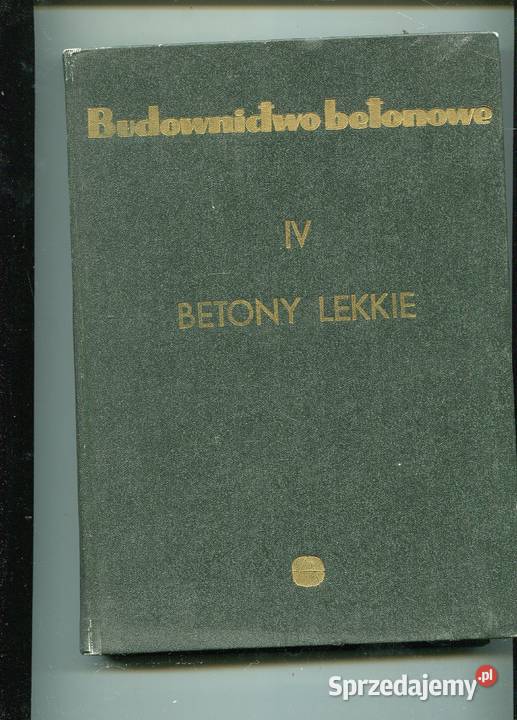 Budownictwo betonowe
IV
BETONY LEKKIE
Sprzedajemy.pl